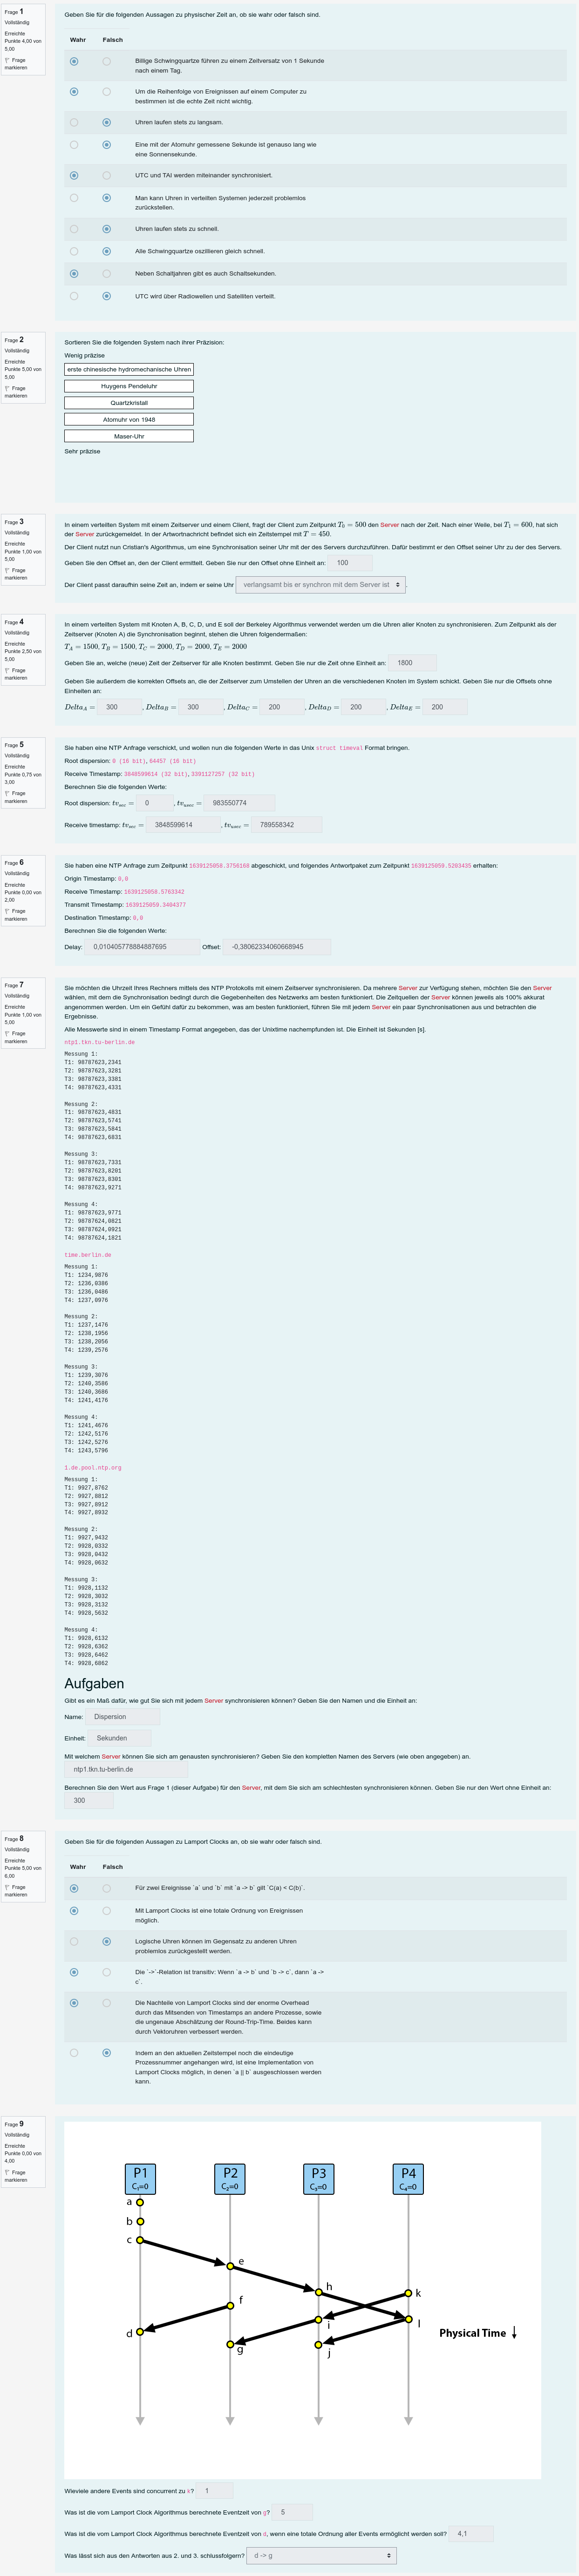 Frage 1
Vollständig
Erreichte
Punkte 4,00 von
5,00
Frage
markieren
Geben Sie für die folgenden Aussagen zu physischer Zeit an, ob sie wahr oder falsch sind.
Wahr Falsch
Billige Schwingquartze führen zu einem Zeitversatz von 1 Sekunde
nach einem Tag.
Um die Reihenfolge von Ereignissen auf einem Computer zu
bestimmen ist die echte Zeit nicht wichtig.
Uhren laufen stets zu langsam.
Eine mit der Atomuhr gemessene Sekunde ist genauso lang wie
eine Sonnensekunde.
UTC und TAI werden miteinander synchronisiert.
Man kann Uhren in verteilten Systemen jederzeit problemlos
zurückstellen.
Uhren laufen stets zu schnell.
Alle Schwingquartze oszillieren gleich schnell.
Neben Schaltjahren gibt es auch Schaltsekunden.
UTC wird über Radiowellen und Satelliten verteilt.
Frage 2
Vollständig
Erreichte
Punkte 5,00 von
5,00
Frage
markieren
Sortieren Sie die folgenden System nach ihrer Präzision:
Wenig präzise
erste chinesische hydromechanische Uhren
Huygens Pendeluhr
Quartzkristall
Atomuhr von 1948
Maser-Uhr
Sehr präzise
Frage 3
Vollständig
Erreichte
Punkte 1,00 von
5,00
Frage
markieren
In einem verteilten System mit einem Zeitserver und einem Client, fragt der Client zum Zeitpunkt T₀ = 500 den Server nach der Zeit. Nach einer Weile, bei T₁ = 600, hat sich
der Server zurückgemeldet. In der Artwortnachricht befindet sich ein Zeitstempel mit T = 450.
Der Client nutzt nun Cristian's Algorithmus, um eine Synchronisation seiner Uhr mit der des Servers durchzuführen. Dafür bestimmt er den Offset seiner Uhr zu der des Servers.
Geben Sie den Offset an, den der Client ermittelt. Geben Sie nur den Offset ohne Einheit an: 100
Der Client passt daraufhin seine Zeit an, indem er seine Uhr verlangsamt bis er synchron mit dem Server ist .
Frage 4
Vollständig
Erreichte
Punkte 2,50 von
5,00
Frage
markieren
In einem verteilten System mit Knoten A, B, C, D, und E soll der Berkeley Algorithmus verwendet werden um die Uhren aller Knoten zu synchronisieren. Zum Zeitpunkt als der
Zeitserver (Knoten A) die Synchronisation beginnt, stehen die Uhren folgendermaßen:
T_A = 1500, T_B = 1500, T_C = 2000, T_D = 2000, T_E = 2000
Geben Sie an, welche (neue) Zeit der Zeitserver für alle Knoten bestimmt. Geben Sie nur die Zeit ohne Einheit an: 1800
Geben Sie außerdem die korrekten Offsets an, die der Zeitserver zum Umstellen der Uhren an die verschiedenen Knoten im System schickt. Geben Sie nur die Offsets ohne
Einheiten an:
Delta_A = 300 , Delta_B = 300 , Delta_C = 200 , Delta_D = 200 , Delta_E = 200
Frage 5
Vollständig
Erreichte
Punkte 0,75 von
3,00
Frage
markieren
Sie haben eine NTP Anfrage verschickt, und wollen nun die folgenden Werte in das Unix struct timeval Format bringen.
Root dispersion: 0 (16 bit), 64457 (16 bit)
Receive Timestamp: 3848599614 (32 bit), 3391127257 (32 bit)
Berechnen Sie die folgenden Werte:
Root dispersion: tv_sec = 0 , tv_usec = 983550774
Receive timestamp: tv_sec = 3848599614 , tv_usec = 789558342
Frage 6
Vollständig
Erreichte
Punkte 0,00 von
2,00
Frage
markieren
Sie haben eine NTP Anfrage zum Zeitpunkt 1639125058.3756168 abgeschickt, und folgendes Antwortpaket zum Zeitpunkt 1639125059.5203435 erhalten:
Origin Timestamp: 0,0
Receive Timestamp: 1639125058.5763342
Transmit Timestamp: 1639125059.3404377
Destination Timestamp: 0,0
Berechnen Sie die folgenden Werte:
Delay: 0,010405778884887695 Offset: -0,38062334060668945
Frage 7
Vollständig
Erreichte
Punkte 1,00 von
5,00
Frage
markieren
Sie möchten die Uhrzeit Ihres Rechners mittels des NTP Protokolls mit einem Zeitserver synchronisieren. Da mehrere Server zur Verfügung stehen, möchten Sie den Server
wählen, mit dem die Synchronisation bedingt durch die Gegebenheiten des Netzwerks am besten funktioniert. Die Zeitquellen der Server können jeweils als 100% akkurat
angenommen werden. Um ein Gefühl dafür zu bekommen, was am besten funktioniert, führen Sie mit jedem Server ein paar Synchronisationen aus und betrachten die
Ergebnisse.
Alle Messwerte sind in einem Timestamp Format angegeben, das der Unixtime nachempfunden ist. Die Einheit ist Sekunden [s].
ntp1.tkn.tu-berlin.de
Messung 1:
T1: 98787623,2341
T2: 98787623,3281
T3: 98787623,3381
T4: 98787623,4331
Messung 2:
T1: 98787623,4831
T2: 98787623,5741
T3: 98787623,5841
T4: 98787623,6831
Messung 3:
T1: 98787623,7331
T2: 98787623,8201
T3: 98787623,8301
T4: 98787623,9271
Messung 4:
T1: 98787623,9771
T2: 98787624,0821
T3: 98787624,0921
T4: 98787624,1821
time.berlin.de
Messung 1:
T1: 1234,9876
T2: 1236,0386
T3: 1236,0486
T4: 1237,0976
Messung 2:
T1: 1237,1476
T2: 1238,1956
T3: 1238,2056
T4: 1239,2576
Messung 3:
T1: 1239,3076
T2: 1240,3586
T3: 1240,3686
T4: 1241,4176
Messung 4:
T1: 1241,4676
T2: 1242,5176
T3: 1242,5276
T4: 1243,5796
1.de.pool.ntp.org
Messung 1:
T1: 9927,8762
T2: 9927,8812
T3: 9927,8912
T4: 9927,8932
Messung 2:
T1: 9927,9432
T2: 9928,0332
T3: 9928,0432
T4: 9928,0632
Messung 3:
T1: 9928,1132
T2: 9928,3032
T3: 9928,3132
T4: 9928,5632
Messung 4:
T1: 9928,6132
T2: 9928,6362
T3: 9928,6462
T4: 9928,6862
Aufgaben
Gibt es ein Maß dafür, wie gut Sie sich mit jedem Server synchronisieren können? Geben Sie den Namen und die Einheit an:
Name: Dispersion
Einheit: Sekunden
Mit welchem Server können Sie sich am genausten synchronisieren? Geben Sie den kompletten Namen des Servers (wie oben angegeben) an.
ntp1.tkn.tu-berlin.de
Berechnen Sie den Wert aus Frage 1 (dieser Aufgabe) für den Server, mit dem Sie sich am schlechtesten synchronisieren können. Geben Sie nur den Wert ohne Einheit an:
300
Frage 8
Vollständig
Erreichte
Punkte 5,00 von
6,00
Frage
markieren
Geben Sie für die folgenden Aussagen zu Lamport Clocks an, ob sie wahr oder falsch sind.
Wahr Falsch
Für zwei Ereignisse `a` und `b` mit `a -> b` gilt `C(a) < C(b)`.
Mit Lamport Clocks ist eine totale Ordnung von Ereignissen
möglich.
Logische Uhren können im Gegensatz zu anderen Uhren
problemlos zurückgestellt werden.
Die `->`-Relation ist transitiv: Wenn `a -> b` und `b -> c`, dann `a ->
c`.
Die Nachteile von Lamport Clocks sind der enorme Overhead
durch das Mitsenden von Timestamps an andere Prozesse, sowie
die ungenaue Abschätzung der Round-Trip-Time. Beides kann
durch Vektoruhren verbessert werden.
Indem an den aktuellen Zeitstempel noch die eindeutige
Prozessnummer angehangen wird, ist eine Implementation von
Lamport Clocks möglich, in denen `a || b` ausgeschlossen werden
kann.
Frage 9
Vollständig
Erreichte
Punkte 0,00 von
4,00
Frage
markieren
P1 P2 P3 P4
C₁=0 C₂=0 C₃=0 C₄=0
a
b
c
e
h
k
f
i
l
d
g
j
Physical Time ↓
Wieviele andere Events sind concurrent zu k? 1
Was ist die vom Lamport Clock Algorithmus berechnete Eventzeit von g? 5
Was ist die vom Lamport Clock Algorithmus berechnete Eventzeit von d, wenn eine totale Ordnung aller Events ermöglicht werden soll? 4,1
Was lässt sich aus den Antworten aus 2. und 3. schlussfolgern? d -> g